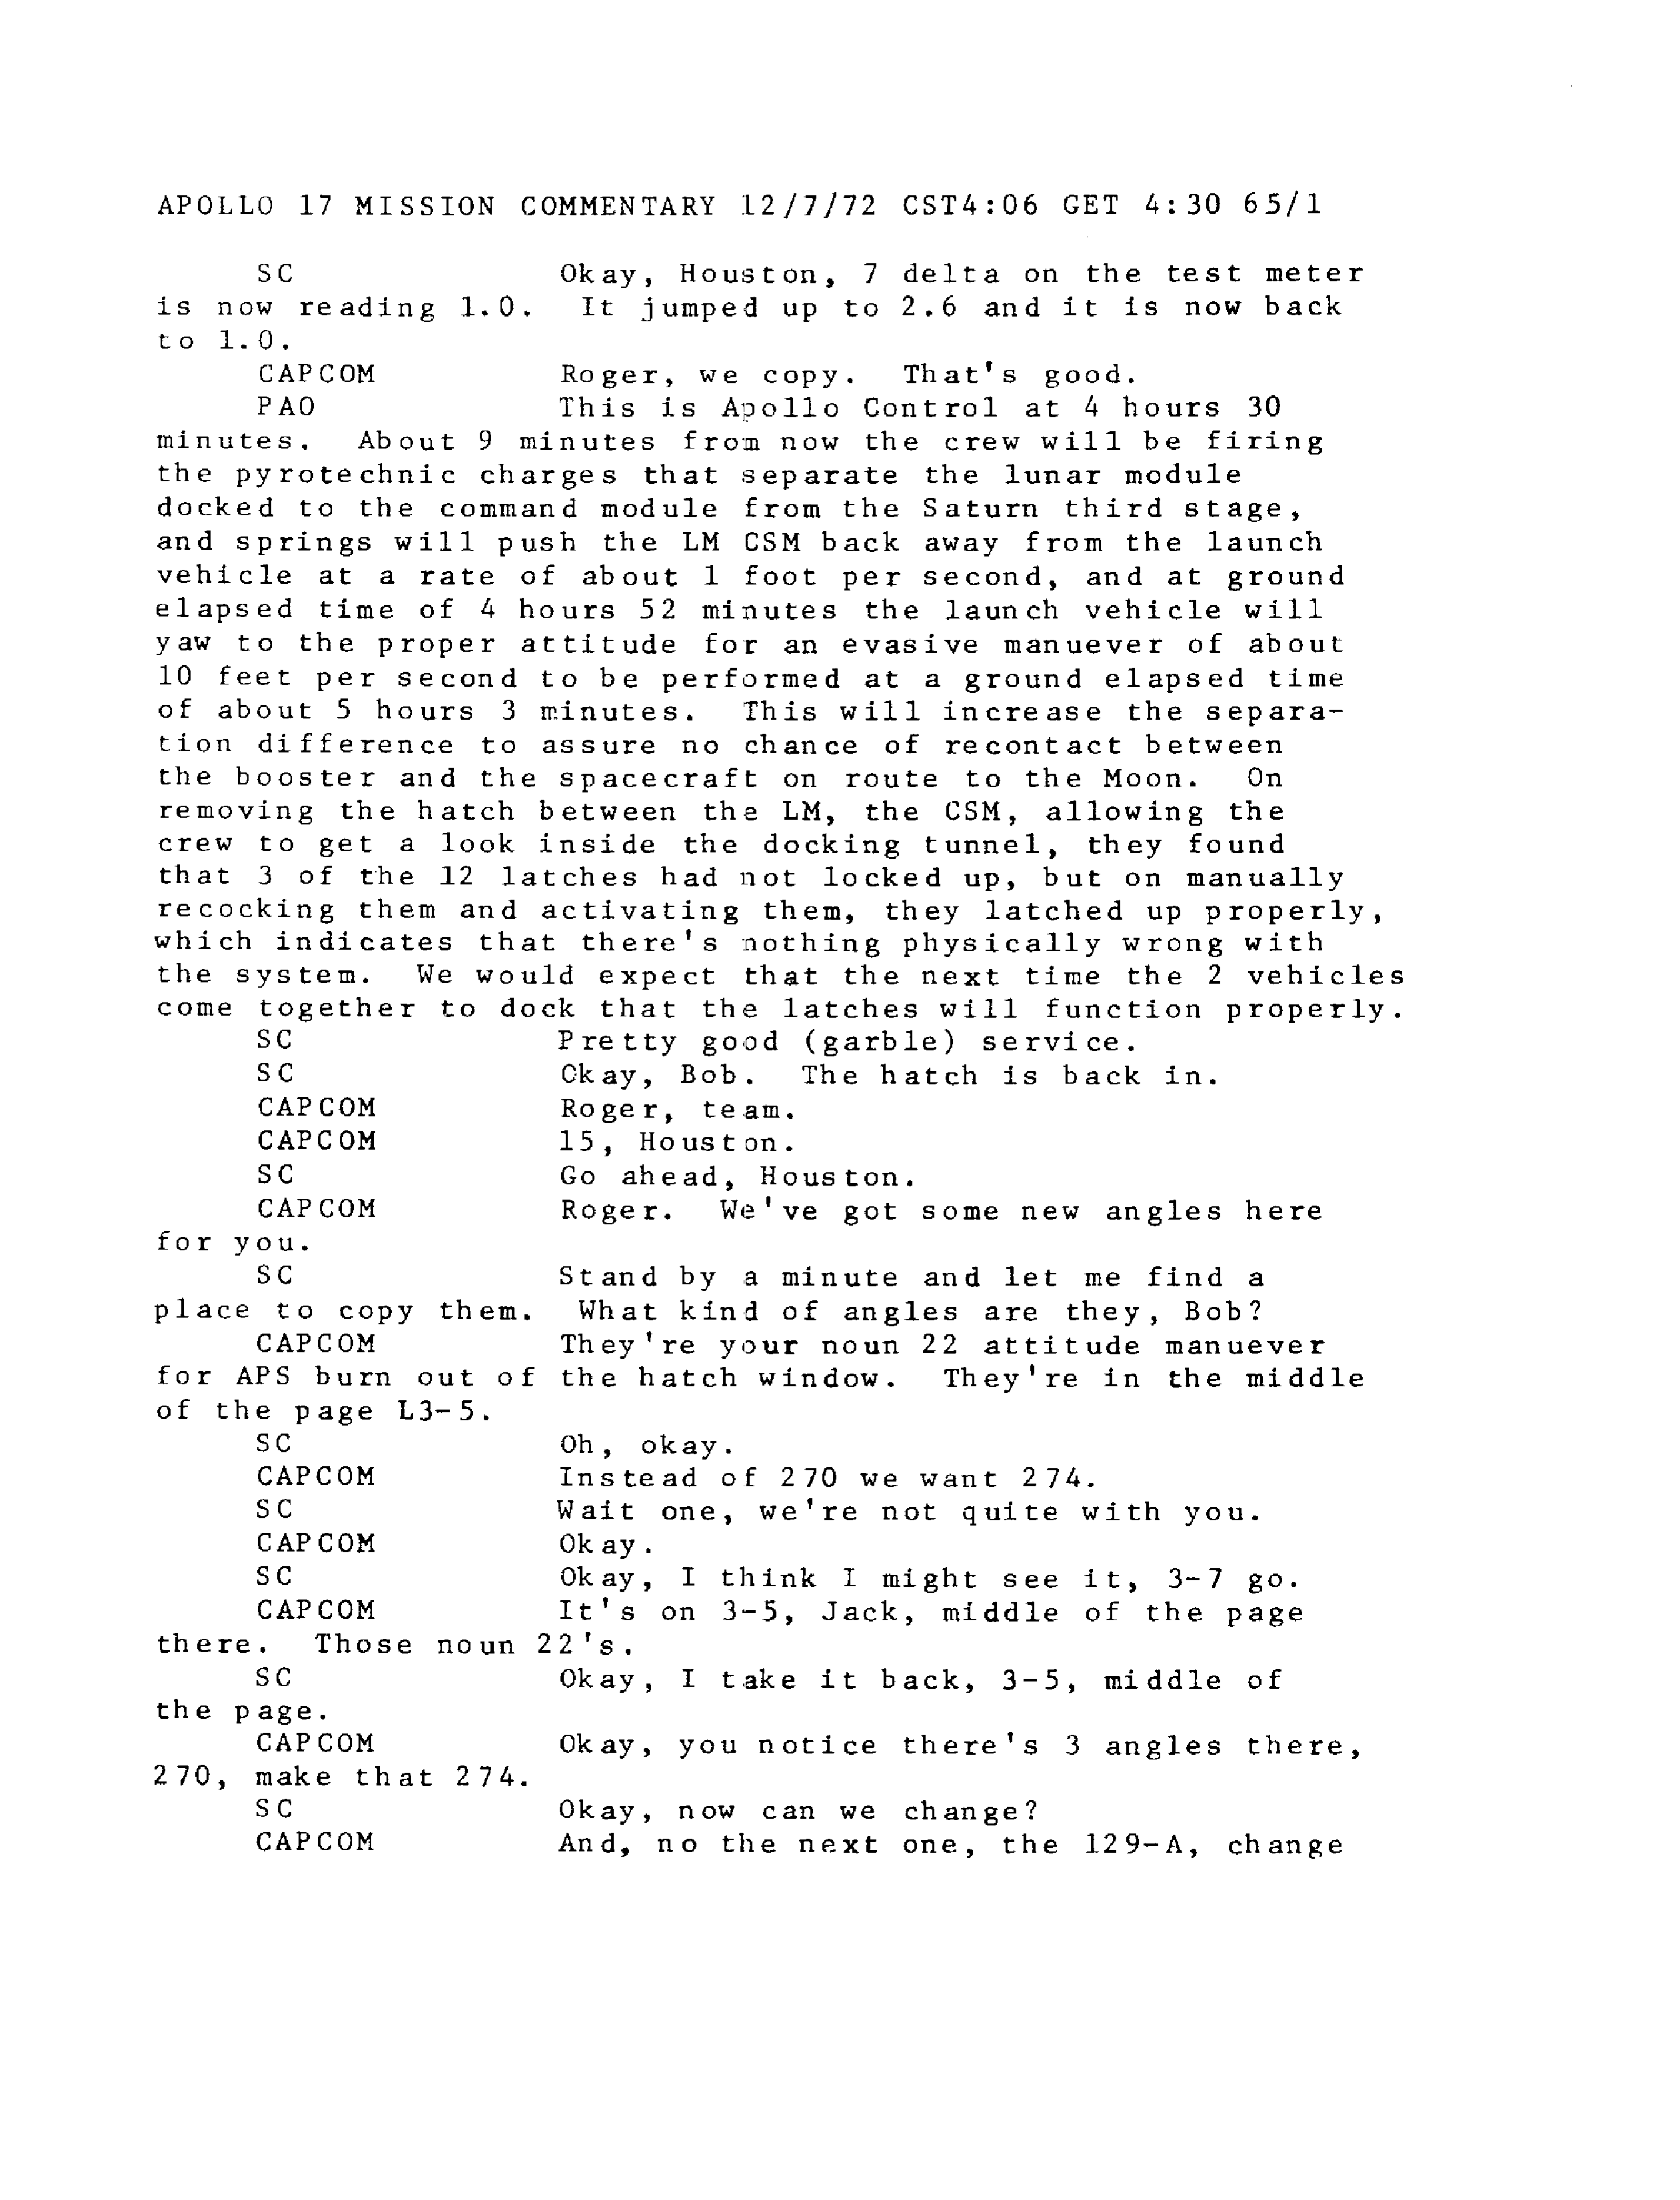 APOLLO 17 MISSION COMMENTARY 12/7/72 CST4:06 GET 4:30 65/1
SC Okay, Houston, 7 delta on the test meter
is now reading 1.0. It jumped up to 2.6 and it is now back
to 1.0.
CAPCOM Roger, we copy. That's good.
PAO This is Apollo Control at 4 hours 30
minutes. About 9 minutes from now the crew will be firing
the pyrotechnic charges that separate the lunar module
docked to the command module from the Saturn third stage,
and springs will push the LM CSM back away from the launch
vehicle at a rate of about 1 foot per second, and at ground
elapsed time of 4 hours 52 minutes the launch vehicle will
yaw to the proper attitude for an evasive manuever of about
10 feet per second to be performed at a ground elapsed time
of about 5 hours 3 minutes. This will increase the separa-
tion difference to assure no chance of recontact between
the booster and the spacecraft on route to the Moon. On
removing the hatch between the LM, the CSM, allowing the
crew to get a look inside the docking tunnel, they found
that 3 of the 12 latches had not locked up, but on manually
recocking them and activating them, they latched up properly,
which indicates that there's nothing physically wrong with
the system. We would expect that the next time the 2 vehicles
come together to dock that the latches will function properly.
SC Pretty good (garble) service.
SC Okay, Bob. The hatch is back in.
CAPCOM Roger, team.
CAPCOM 15, Houston.
SC Go ahead, Houston.
CAPCOM Roger. We've got some new angles here
for you.
SC Stand by a minute and let me find a
place to copy them. What kind of angles are they, Bob?
CAPCOM They're your noun 22 attitude manuever
for APS burn out of the hatch window. They're in the middle
of the page L3-5.
SC Oh, okay.
CAPCOM Instead of 270 we want 274.
SC Wait one, we're not quite with you.
CAPCOM Okay.
SC Okay, I think I might see it, 3-7 go.
CAPCOM It's on 3-5, Jack, middle of the page
there. Those noun 22's.
SC Okay, I take it back, 3-5, middle of
the page.
CAPCOM Okay, you notice there's 3 angles there,
270, make that 274.
SC Okay, now can we change?
CAPCOM And, no the next one, the 129-A, change